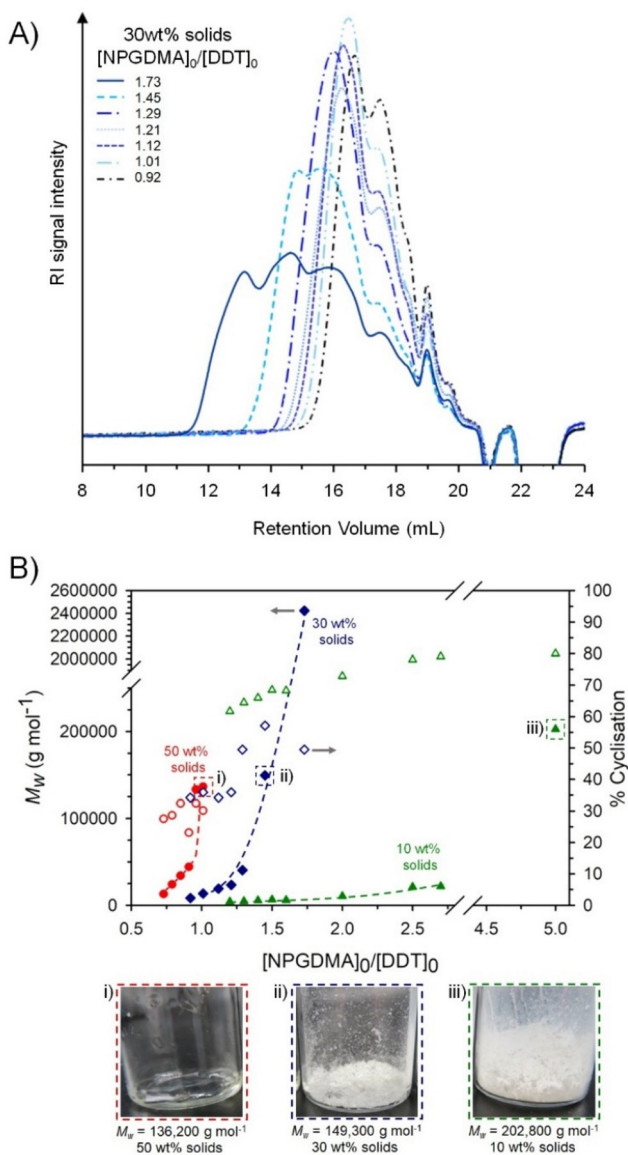 A)
30wt% solids
[NPGDMA]0/[DDT]0
1.73
1.45
1.29
1.21
1.12
1.01
0.92
RI signal intensity
8 10 12 14 16 18 20 22 24
Retention Volume (mL)
B)
2600000
2400000
2200000
2000000
200000
100000
0
Mw (g mol⁻¹)
100
90
80
70
60
50
40
30
20
10
0
% Cyclisation
30 wt%
solids
50 wt%
solids
i)
ii)
iii)
10 wt%
solids
0.5 1.0 1.5 2.0 2.5 4.5 5.0
[NPGDMA]0/[DDT]0
i) ii) iii)
Mw = 136,200 g mol⁻¹ Mw = 149,300 g mol⁻¹ Mw = 202,800 g mol⁻¹
50 wt% solids 30 wt% solids 10 wt% solids